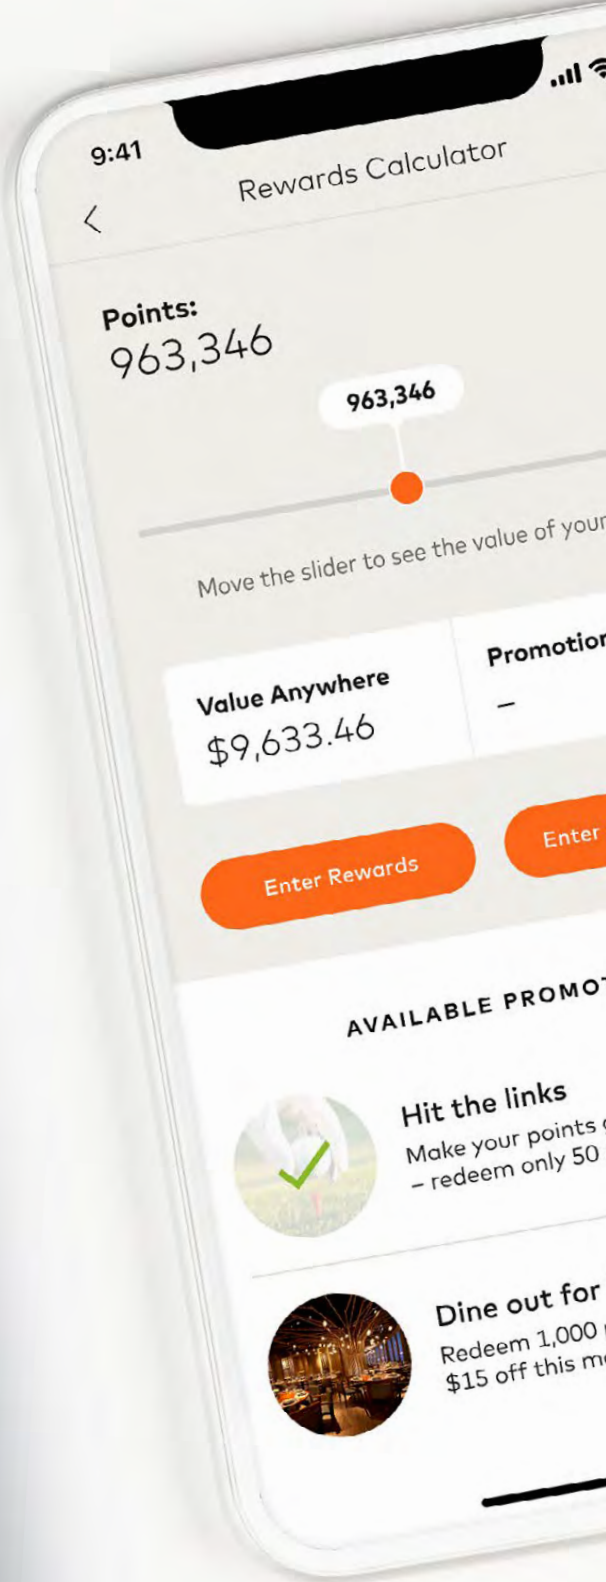 9:41
Rewards Calculator
Points:
963,346
963,346
Move the slider to see the value of your
Value Anywhere
$9,633.46
Promotion
–
Enter Rewards
Enter
AVAILABLE PROMOT
Hit the links
Make your points
– redeem only 50
Dine out for
Redeem 1,000
$15 off this mo